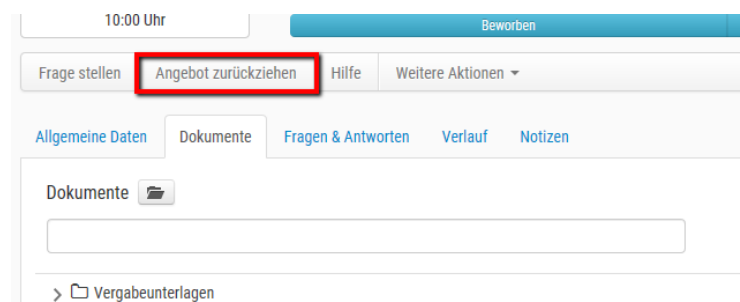 10:00 Uhr
Beworben
Frage stellen Angebot zurückziehen Hilfe Weitere Aktionen
Allgemeine Daten Dokumente Fragen & Antworten Verlauf Notizen
Dokumente
Vergabeunterlagen